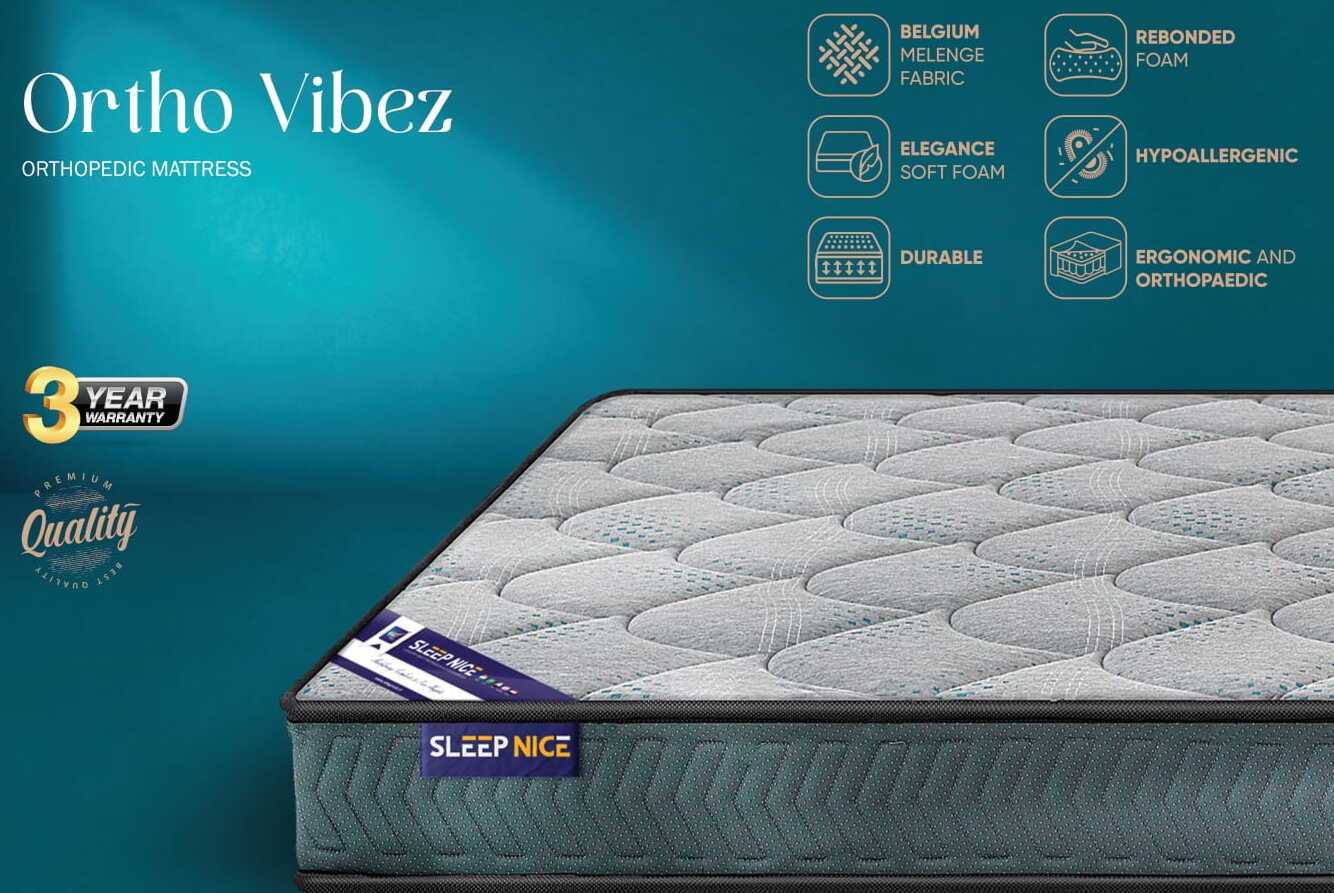 Ortho Vibez
ORTHOPEDIC MATTRESS
BELGIUM
MELENGE
FABRIC
REBONDED
FOAM
ELEGANCE
SOFT FOAM
HYPOALLERGENIC
DURABLE
ERGONOMIC AND
ORTHOPAEDIC
3 YEAR
WARRANTY
PREMIUM
Quality
BEST QUALITY
SLEEP NICE
SLEEP NICE